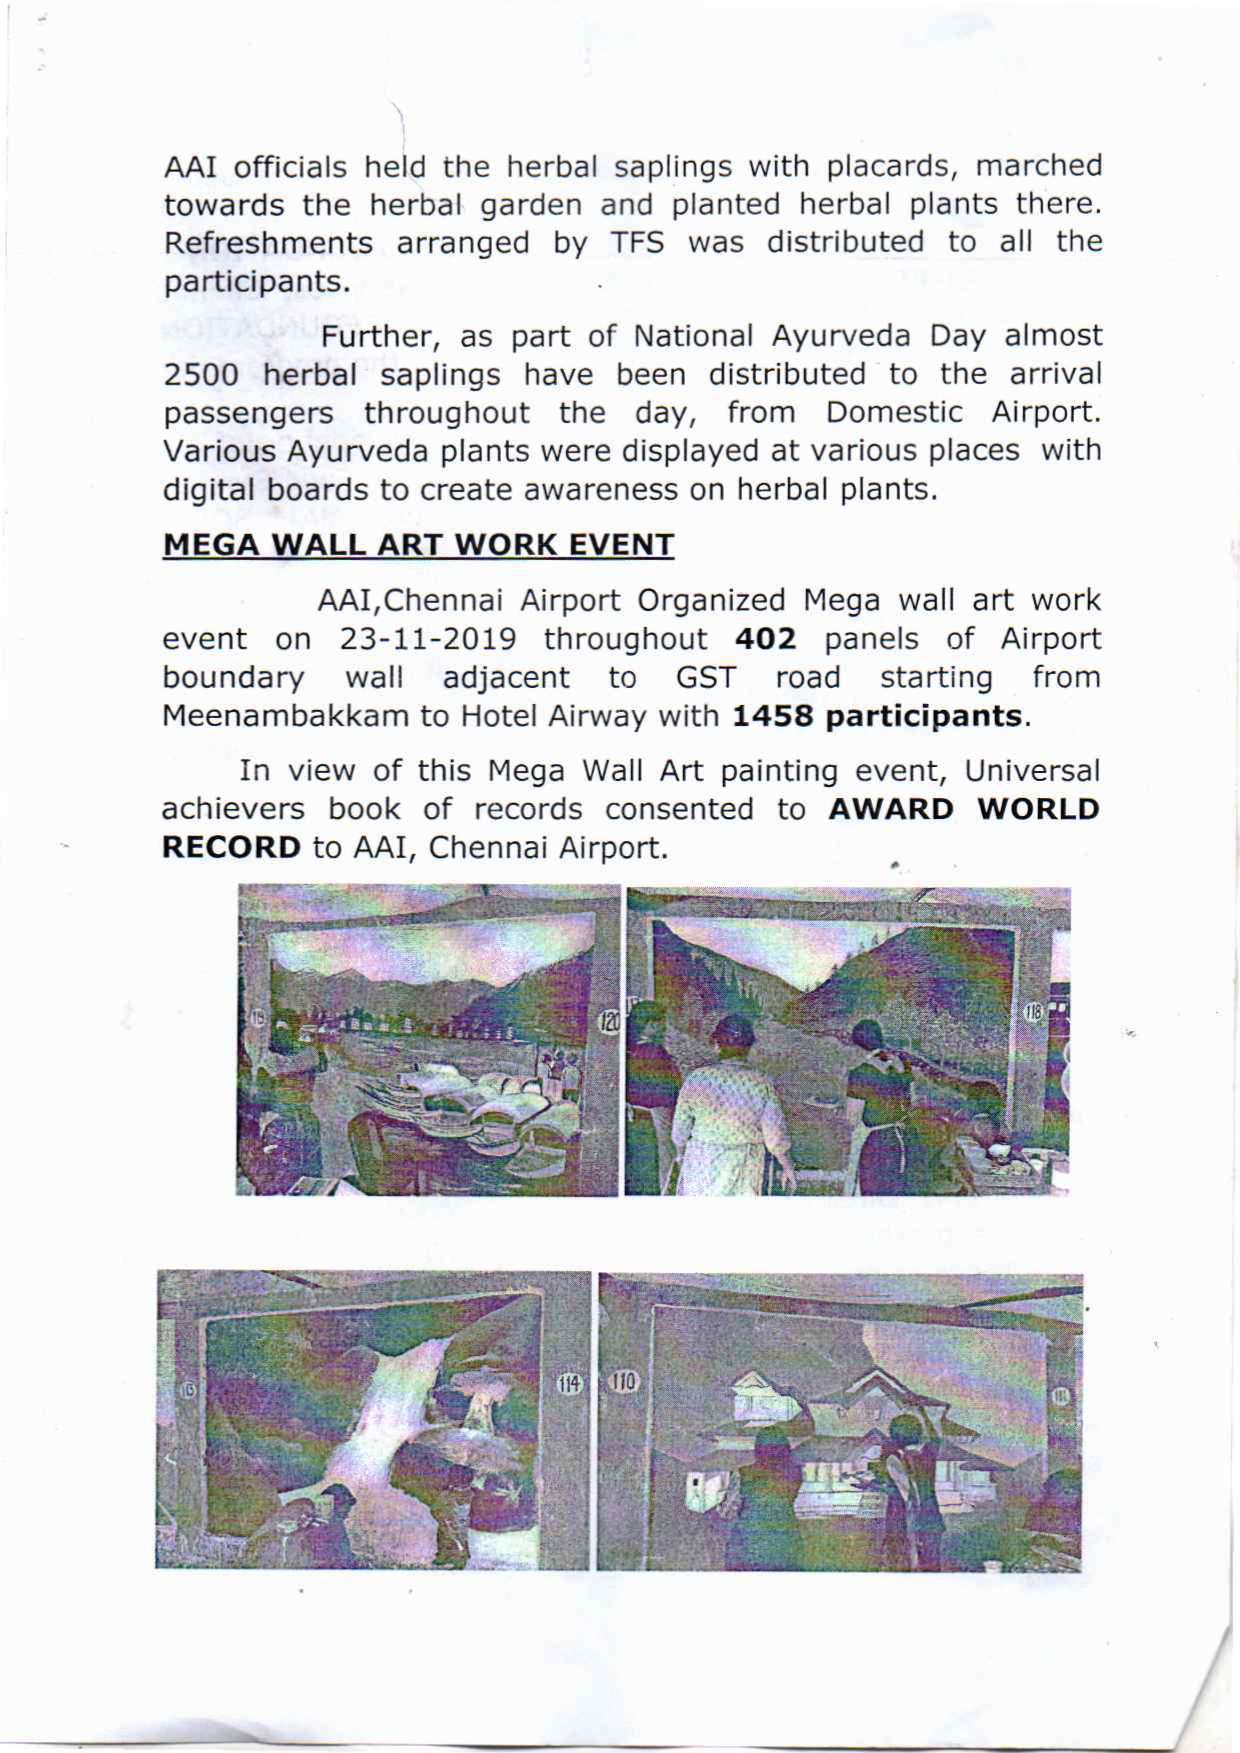 AAI officials held the herbal saplings with placards, marched
towards the herbal garden and planted herbal plants there.
Refreshments arranged by TFS was distributed to all the
participants.
Further, as part of National Ayurveda Day almost
2500 herbal saplings have been distributed to the arrival
passengers throughout the day, from Domestic Airport.
Various Ayurveda plants were displayed at various places with
digital boards to create awareness on herbal plants.
MEGA WALL ART WORK EVENT
AAI,Chennai Airport Organized Mega wall art work
event on 23-11-2019 throughout 402 panels of Airport
boundary wall adjacent to GST road starting from
Meenambakkam to Hotel Airway with 1458 participants.
In view of this Mega Wall Art painting event, Universal
achievers book of records consented to AWARD WORLD
RECORD to AAI, Chennai Airport.
120
118
114
110